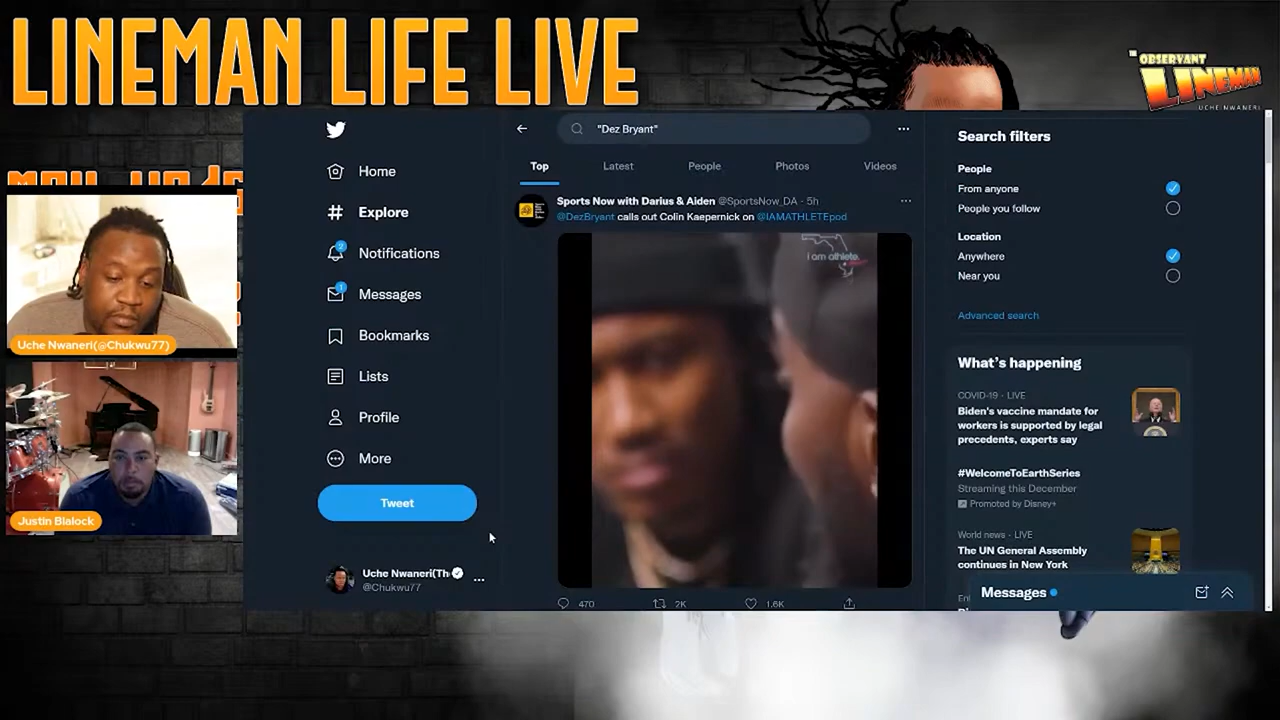 LINEMAN LIFE LIVE
THE
OBSERVANT
LINEMAN
UCHE NWANERI
"Dez Bryant"
Top
Latest
People
Photos
Videos
Home
Explore
2
Notifications
1
Messages
Bookmarks
Lists
Profile
More
Tweet
Uche Nwaneri(Th
@Chukwu77
Sports Now with Darius & Aiden @SportsNow_DA · 5h
@DezBryant calls out Colin Kaepernick on @IAMATHLETEpod
i am athlete.
470
2K
1.6K
Search filters
People
From anyone
People you follow
Location
Anywhere
Near you
Advanced search
What's happening
COVID-19 · LIVE
Biden's vaccine mandate for
workers is supported by legal
precedents, experts say
#WelcomeToEarthSeries
Streaming this December
Promoted by Disney+
World news · LIVE
The UN General Assembly
continues in New York
Messages
Uche Nwaneri(@Chukwu77)
Justin Blalock